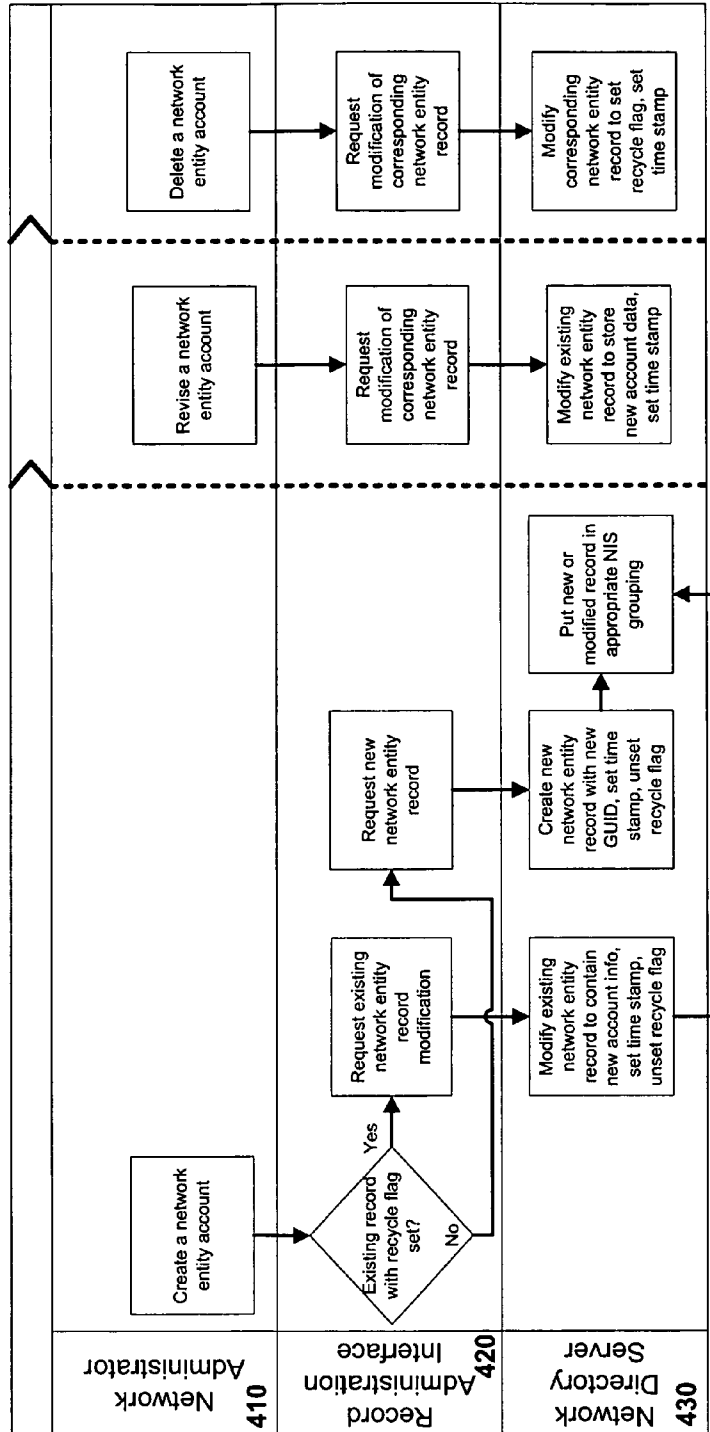 Network
Administrator
410
Create a network
entity account
Revise a network
entity account
Delete a network
entity account
Record
Administration
Interface
420
Existing record
with recycle flag
set?
Yes
No
Request existing
network entity
record
modification
Request new
network entity
record
Request
modification of
corresponding
network entity
record
Request
modification of
corresponding
network entity
record
Network
Directory
Server
430
Modify existing
network entity
record to contain
new account info,
set time stamp,
unset recycle flag
Create new
network entity
record with new
GUID, set time
stamp, unset
recycle flag
Put new or
modified record in
appropriate NIS
grouping
Modify existing
network entity
record to store
new account data,
set time stamp
Modify
corresponding
network entity
record to set
recycle flag, set
time stamp